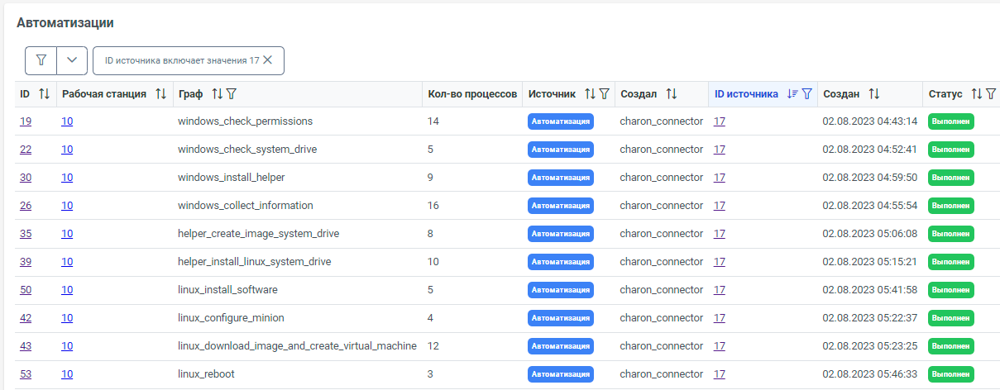 Автоматизации
ID источника включает значения 17
ID Рабочая станция Граф Кол-во процессов Источник Создал ID источника Создан Статус
19 10 windows_check_permissions 14 Автоматизация charon_connector 17 02.08.2023 04:43:14 Выполнен
22 10 windows_check_system_drive 5 Автоматизация charon_connector 17 02.08.2023 04:52:41 Выполнен
30 10 windows_install_helper 9 Автоматизация charon_connector 17 02.08.2023 04:59:50 Выполнен
26 10 windows_collect_information 16 Автоматизация charon_connector 17 02.08.2023 04:55:54 Выполнен
35 10 helper_create_image_system_drive 8 Автоматизация charon_connector 17 02.08.2023 05:06:08 Выполнен
39 10 helper_install_linux_system_drive 10 Автоматизация charon_connector 17 02.08.2023 05:15:21 Выполнен
50 10 linux_install_software 5 Автоматизация charon_connector 17 02.08.2023 05:41:58 Выполнен
42 10 linux_configure_minion 4 Автоматизация charon_connector 17 02.08.2023 05:22:37 Выполнен
43 10 linux_download_image_and_create_virtual_machine 12 Автоматизация charon_connector 17 02.08.2023 05:23:25 Выполнен
53 10 linux_reboot 3 Автоматизация charon_connector 17 02.08.2023 05:46:33 Выполнен